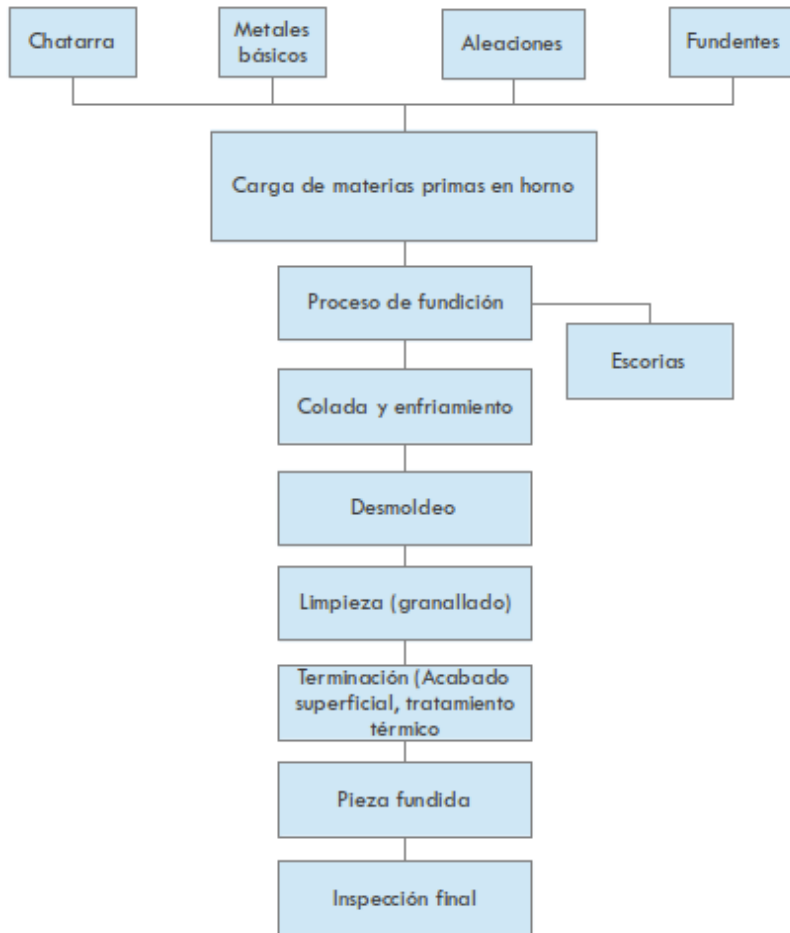 Chatarra
Metales
básicos
Aleaciones
Fundentes
Carga de materias primas en horno
Proceso de fundición
Escorias
Colada y enfriamiento
Desmoldeo
Limpieza (granallado)
Terminación (Acabado
superficial, tratamiento
térmico
Pieza fundida
Inspección final